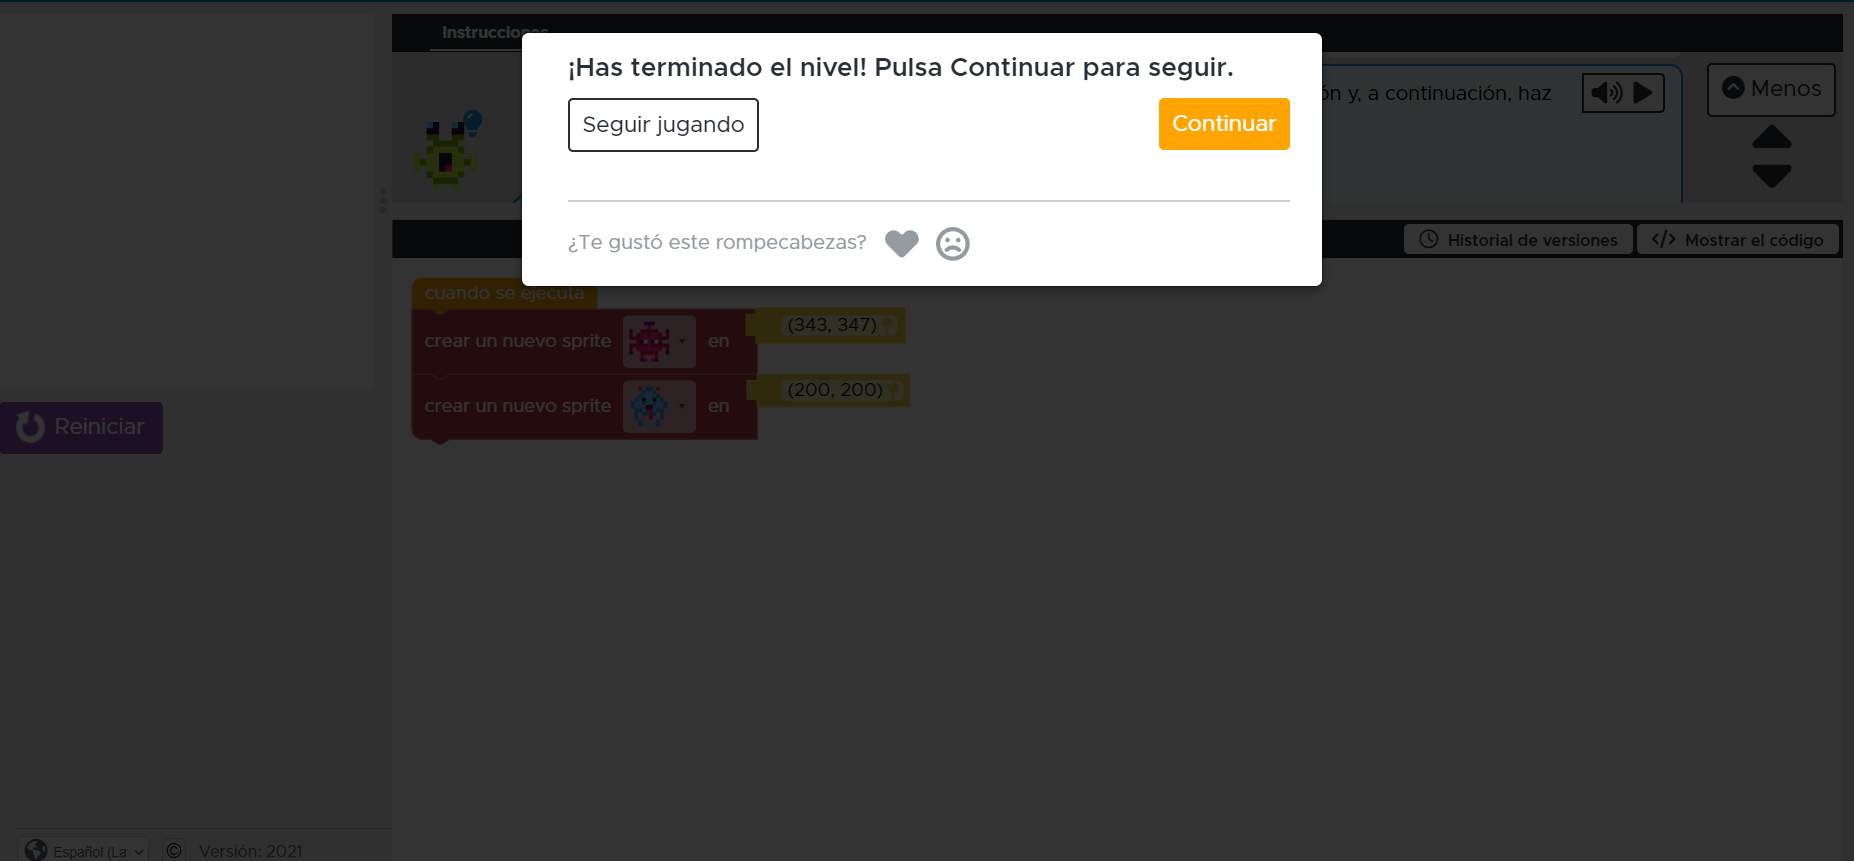 Instrucciones
¡Has terminado el nivel! Pulsa Continuar para seguir.
Seguir jugando
Continuar
¿Te gustó este rompecabezas?
ón y, a continuación, haz
Menos
Historial de versiones
</> Mostrar el código
cuando se ejecuta
crear un nuevo sprite en (343, 347)
crear un nuevo sprite en (200, 200)
Reiniciar
Español (La
© Versión: 2021